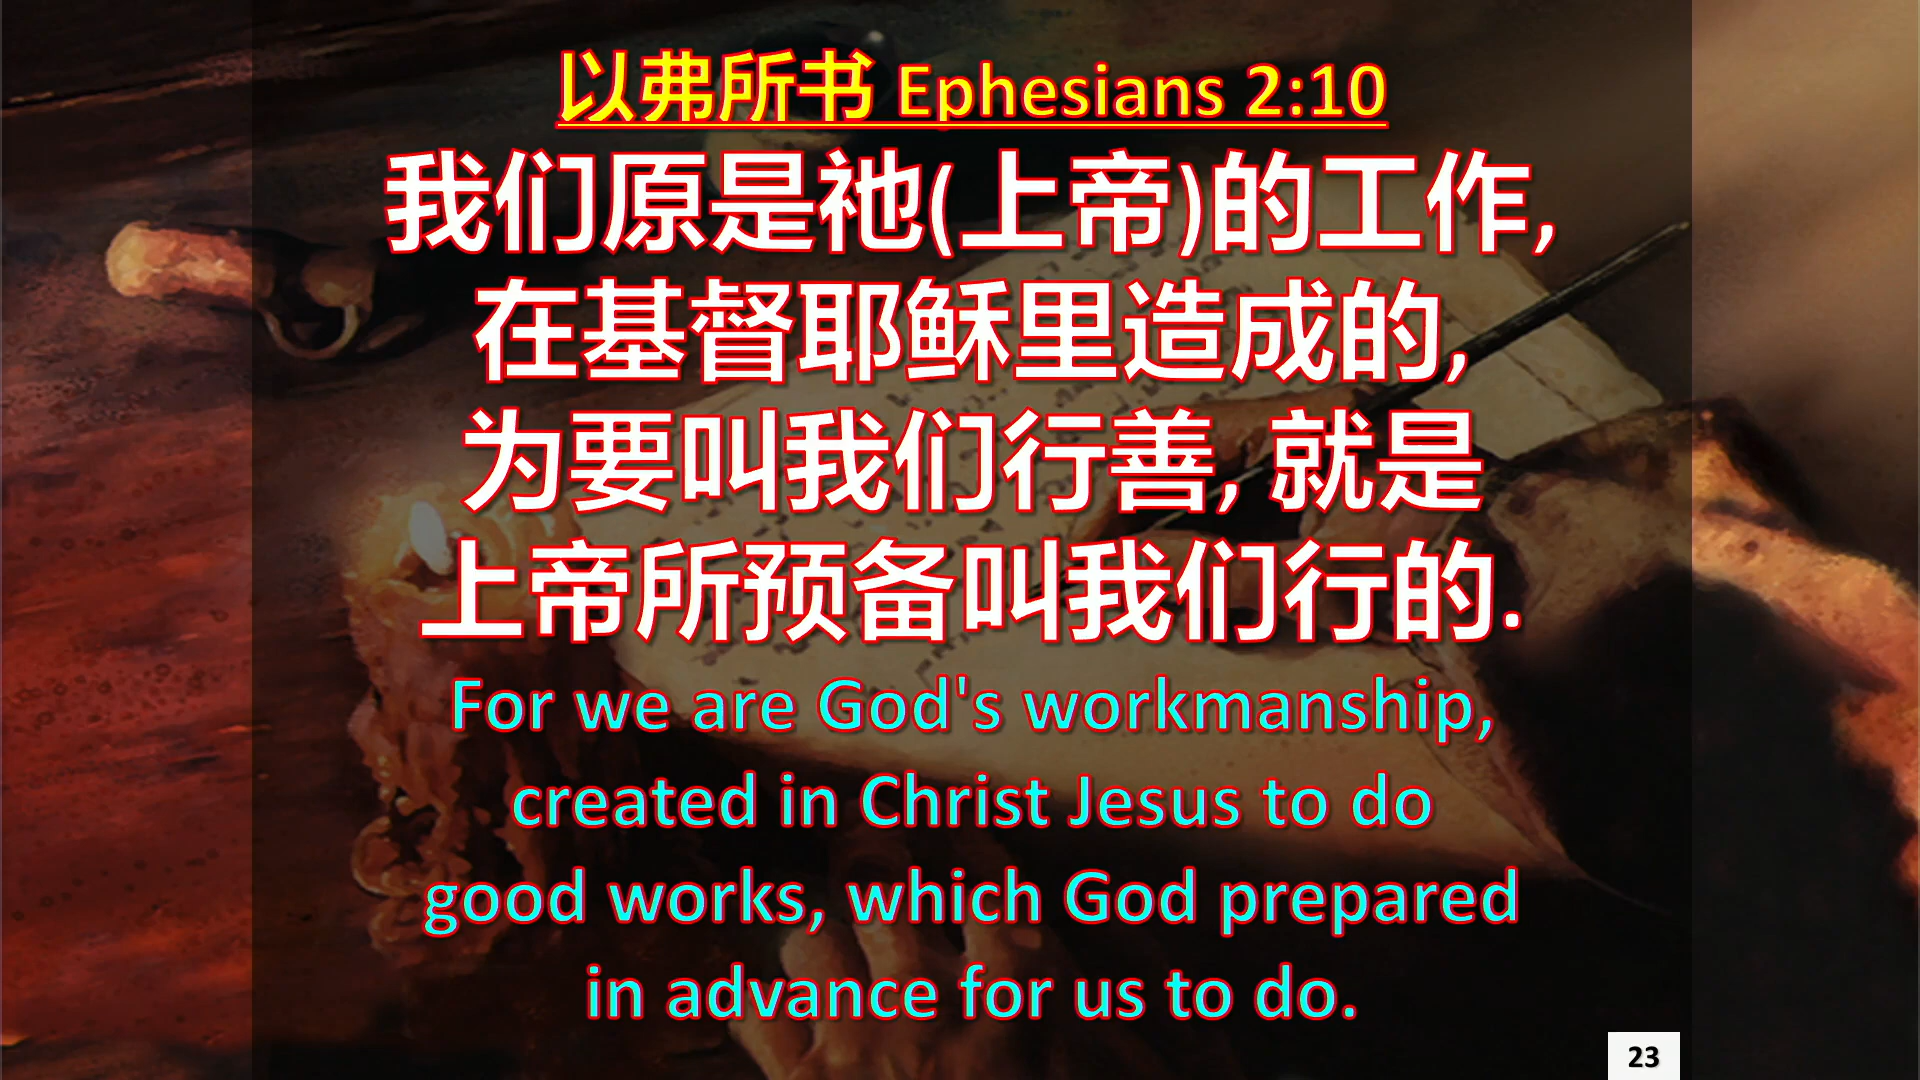 以弗所书 Ephesians 2:10
我们原是祂(上帝)的工作,
在基督耶稣里造成的,
为要叫我们行善, 就是
上帝所预备叫我们行的.
For we are God's workmanship,
created in Christ Jesus to do
good works, which God prepared
in advance for us to do.
23